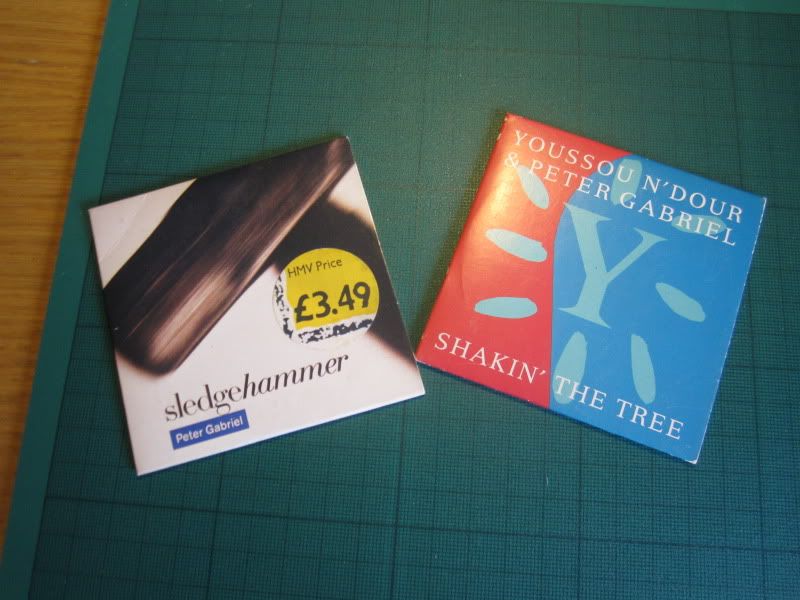 HMV Price
£3.49
sledgehammer
Peter Gabriel
YOUSSOU N'DOUR
& PETER GABRIEL
Y
SHAKIN' THE TREE